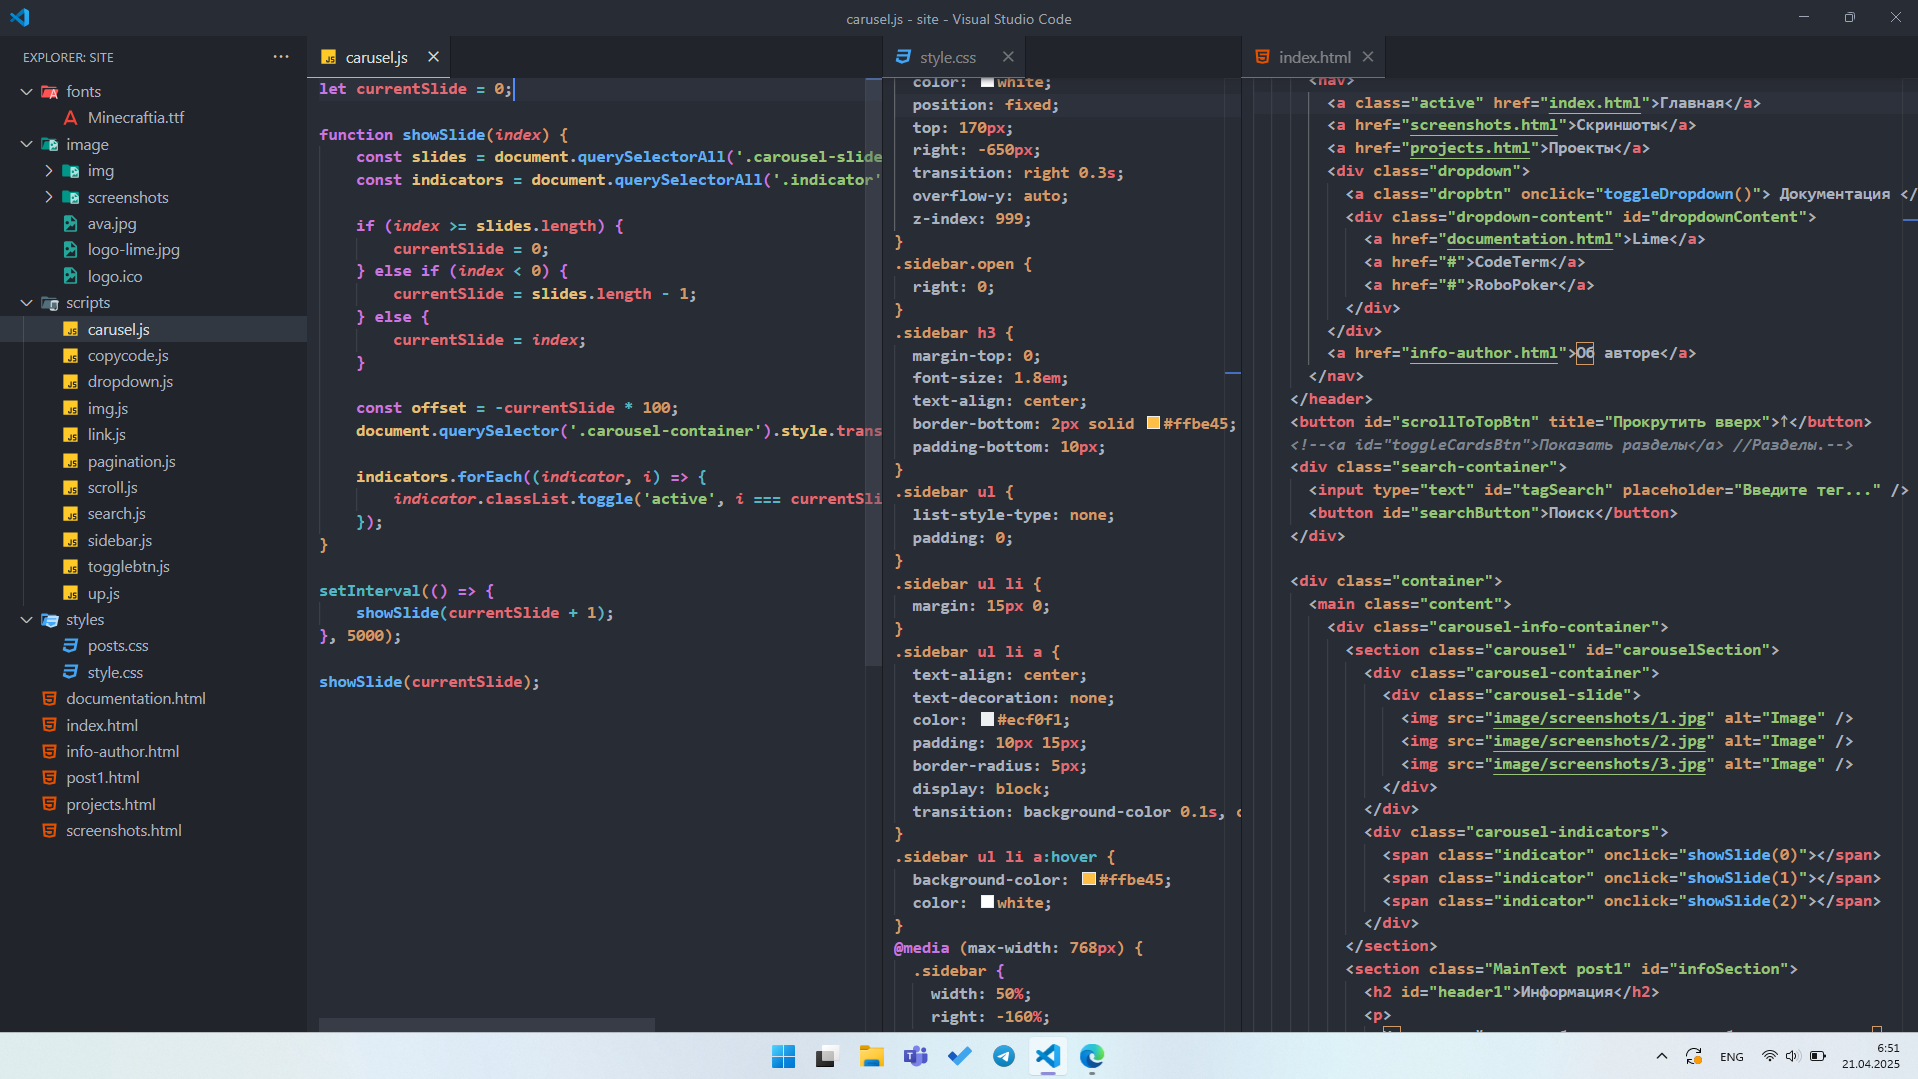 carusel.js - site - Visual Studio Code
EXPLORER: SITE
fonts
Minecraftia.ttf
image
img
screenshots
ava.jpg
logo-lime.jpg
logo.ico
scripts
carusel.js
copycode.js
dropdown.js
img.js
link.js
pagination.js
scroll.js
search.js
sidebar.js
togglebtn.js
up.js
styles
posts.css
style.css
documentation.html
index.html
info-author.html
post1.html
projects.html
screenshots.html
carusel.js
let currentSlide = 0;
function showSlide(index) {
const slides = document.querySelectorAll('.carousel-slide
const indicators = document.querySelectorAll('.indicator'
if (index >= slides.length) {
currentSlide = 0;
} else if (index < 0) {
currentSlide = slides.length - 1;
} else {
currentSlide = index;
}
const offset = -currentSlide * 100;
document.querySelector('.carousel-container').style.trans
indicators.forEach((indicator, i) => {
indicator.classList.toggle('active', i === currentSli
});
}
setInterval(() => {
showSlide(currentSlide + 1);
}, 5000);
showSlide(currentSlide);
style.css
color: white;
position: fixed;
top: 170px;
right: -650px;
transition: right 0.3s;
overflow-y: auto;
z-index: 999;
}
.sidebar.open {
right: 0;
}
.sidebar h3 {
margin-top: 0;
font-size: 1.8em;
text-align: center;
border-bottom: 2px solid #ffbe45;
padding-bottom: 10px;
}
.sidebar ul {
list-style-type: none;
padding: 0;
}
.sidebar ul li {
margin: 15px 0;
}
.sidebar ul li a {
text-align: center;
text-decoration: none;
color: #ecf0f1;
padding: 10px 15px;
border-radius: 5px;
display: block;
transition: background-color 0.1s, c
}
.sidebar ul li a:hover {
background-color: #ffbe45;
color: white;
}
@media (max-width: 768px) {
.sidebar {
width: 50%;
right: -160%;
index.html
<nav>
<a class="active" href="index.html">Главная</a>
<a href="screenshots.html">Скриншоты</a>
<a href="projects.html">Проекты</a>
<div class="dropdown">
<a class="dropbtn" onclick="toggleDropdown()"> Документация </
<div class="dropdown-content" id="dropdownContent">
<a href="documentation.html">Lime</a>
<a href="#">CodeTerm</a>
<a href="#">RoboPoker</a>
</div>
</div>
<a href="info-author.html">Об авторе</a>
</nav>
</header>
<button id="scrollToTopBtn" title="Прокрутить вверх">↑</button>
<!--<a id="toggleCardsBtn">Показать разделы</a> //Разделы.-->
<div class="search-container">
<input type="text" id="tagSearch" placeholder="Введите тег..." />
<button id="searchButton">Поиск</button>
</div>
<div class="container">
<main class="content">
<div class="carousel-info-container">
<section class="carousel" id="carouselSection">
<div class="carousel-container">
<div class="carousel-slide">
<img src="image/screenshots/1.jpg" alt="Image" />
<img src="image/screenshots/2.jpg" alt="Image" />
<img src="image/screenshots/3.jpg" alt="Image" />
</div>
</div>
<div class="carousel-indicators">
<span class="indicator" onclick="showSlide(0)"></span>
<span class="indicator" onclick="showSlide(1)"></span>
<span class="indicator" onclick="showSlide(2)"></span>
</div>
</section>
<section class="MainText post1" id="infoSection">
<h2 id="header1">Информация</h2>
<p>
ENG
6:51
21.04.2025